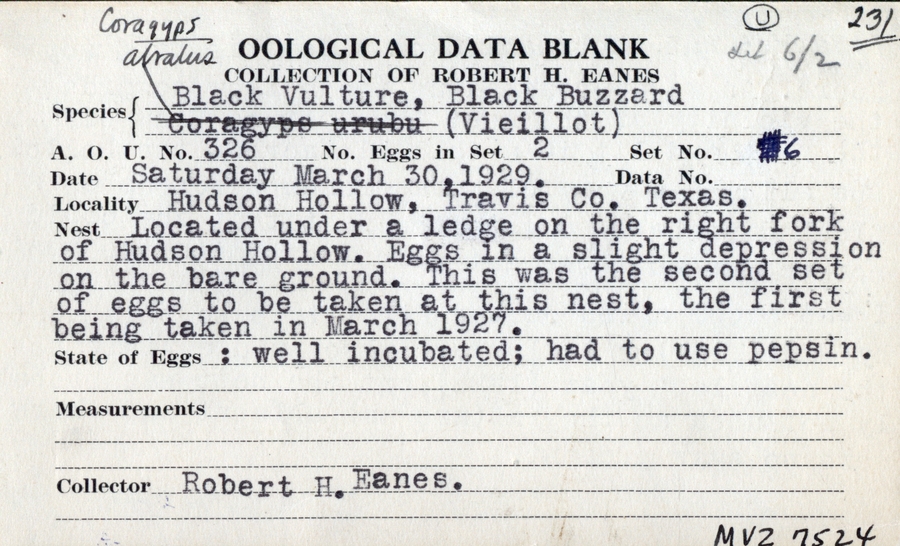 Coragyps
atratus
U
231
6/2
OOLOGICAL DATA BLANK
COLLECTION OF ROBERT H. EANES
Species { Black Vulture, Black Buzzard
Coragyps urubu (Vieillot)
A. O. U. No. 326 No. Eggs in Set 2 Set No. #6
Date Saturday March 30,1929. Data No.
Locality Hudson Hollow, Travis Co. Texas.
Nest Located under a ledge on the right fork
of Hudson Hollow. Eggs in a slight depression
on the bare ground. This was the second set
of eggs to be taken at this nest, the first
being taken in March 1927.
State of Eggs : well incubated; had to use pepsin.
Measurements
Collector Robert H. Eanes.
MVZ 7524